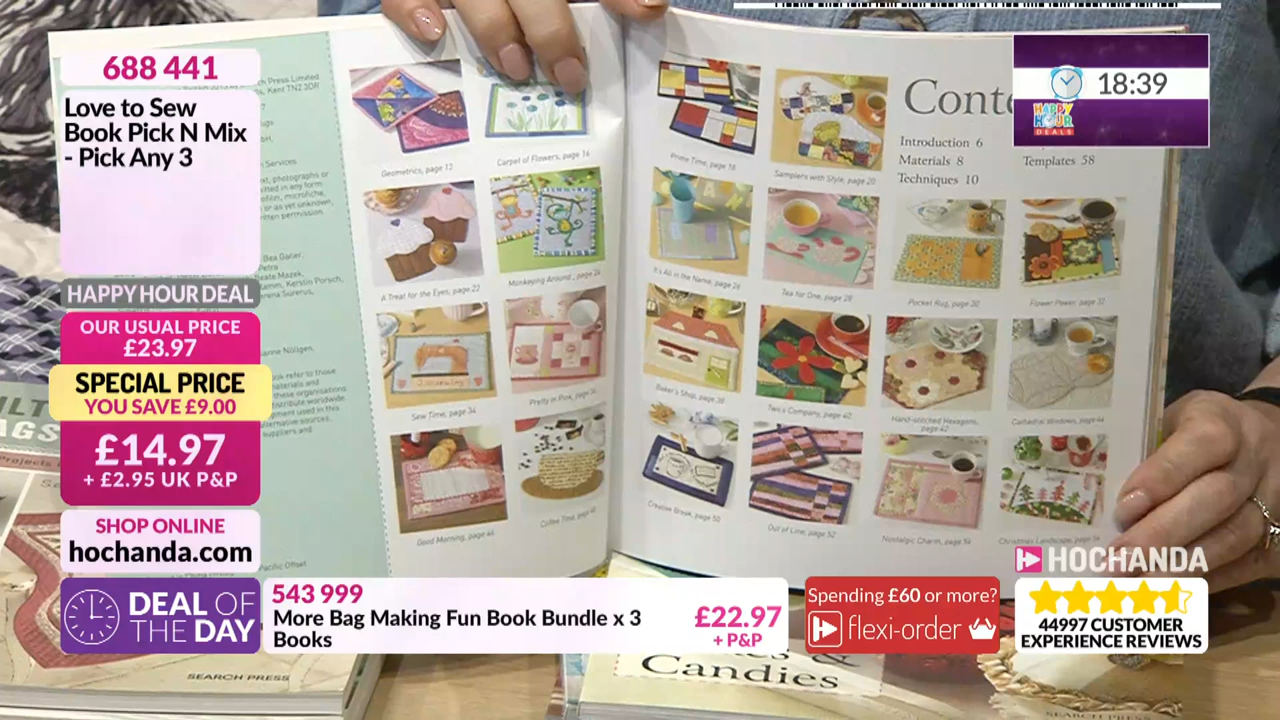 688 441
Love to Sew
Book Pick N Mix
- Pick Any 3
HAPPY HOUR DEAL
OUR USUAL PRICE
£23.97
SPECIAL PRICE
YOU SAVE £9.00
£14.97
+ £2.95 UK P&P
SHOP ONLINE
hochanda.com
DEAL OF
THE DAY
543 999
More Bag Making Fun Book Bundle x 3
Books
£22.97
+ P&P
Spending £60 or more?
flexi-order
HOCHANDA
44997 CUSTOMER
EXPERIENCE REVIEWS
18:39
HAPPY
HOUR
DEALS
Conte
Introduction 6
Materials 8
Techniques 10
Templates 58
Geometrics, page 12
Carpet of Flowers, page 16
Prime Time, page 18
Samplers with Style, page 20
A Treat for the Eyes, page 22
Monkeying Around, page 24
It's All in the Name, page 26
Tea for One, page 28
Pocket Rug, page 30
Flower Power, page 32
Sew Time, page 34
Pretty in Pink, page 36
Baker's Shop, page 38
Two's Company, page 40
Hand-stitched Hexagons,
page 42
Cathedral Windows, page 44
Good Morning, page 46
Coffee Time, page 48
Creative Break, page 50
Out of Line, page 52
Nostalgic Charm, page 54
Christmas Landscape, page 56
Candies
SEARCH PRESS
SEARCH PRESS